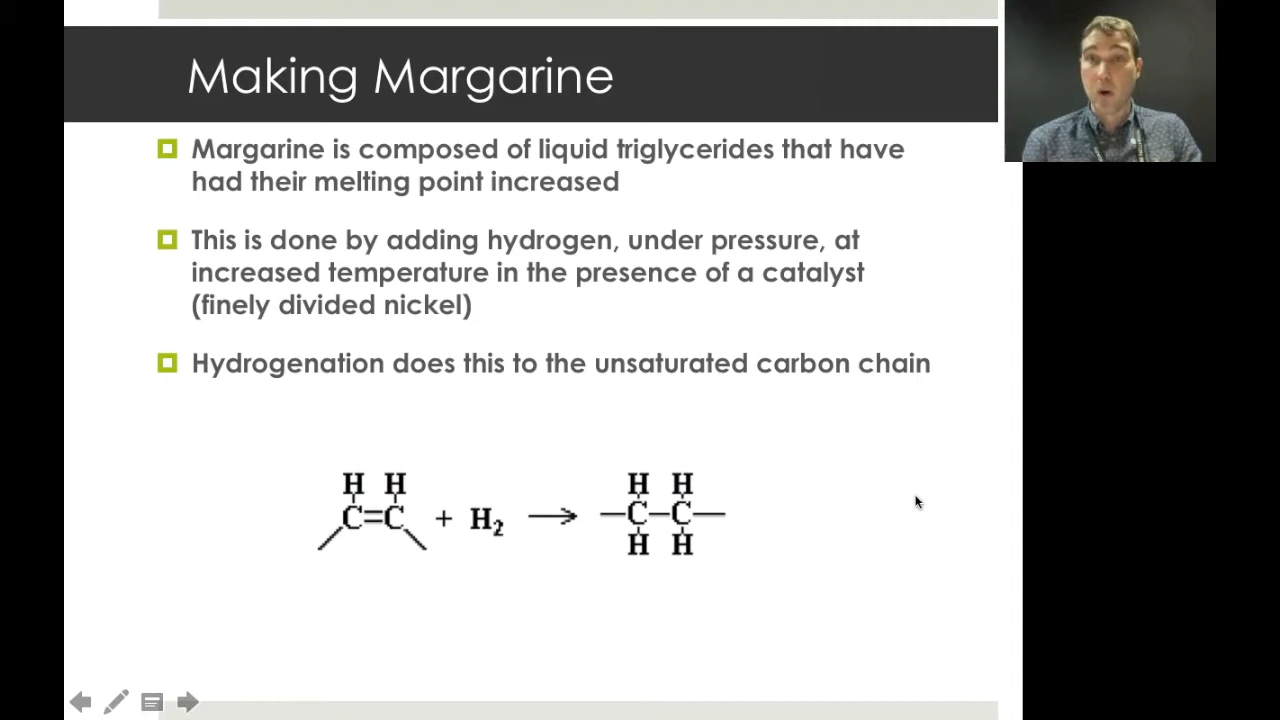 Making Margarine
Margarine is composed of liquid triglycerides that have
had their melting point increased
This is done by adding hydrogen, under pressure, at
increased temperature in the presence of a catalyst
(finely divided nickel)
Hydrogenation does this to the unsaturated carbon chain
H H H H
C=C + H₂ → –C–C–
H H